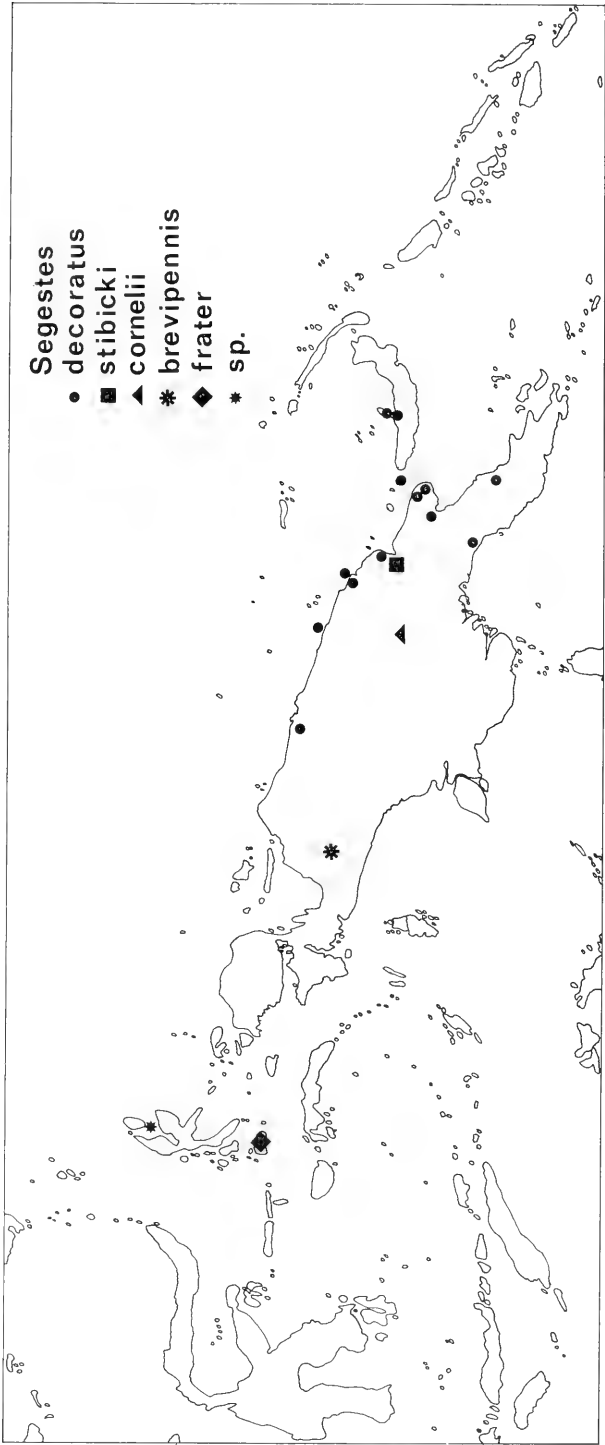 Segestes
decoratus
stibicki
cornelii
brevipennis
frater
sp.